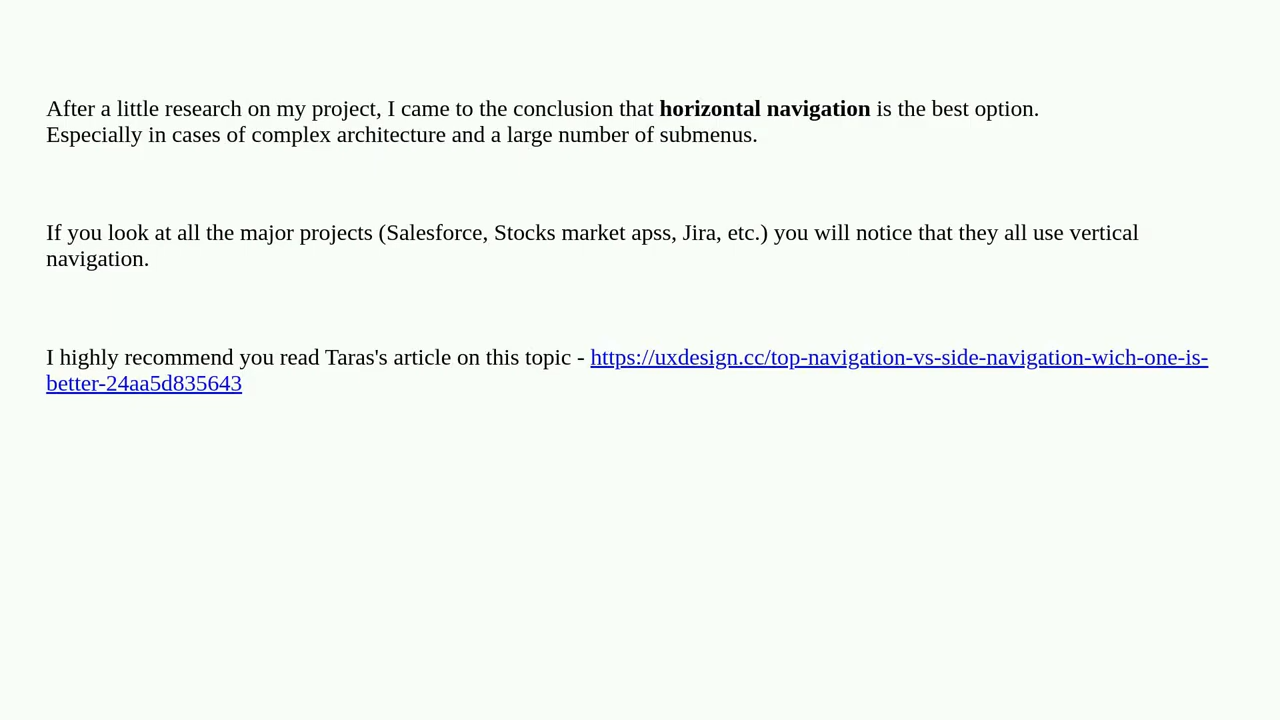 After a little research on my project, I came to the conclusion that horizontal navigation is the best option.
Especially in cases of complex architecture and a large number of submenus.
If you look at all the major projects (Salesforce, Stocks market apss, Jira, etc.) you will notice that they all use vertical
navigation.
I highly recommend you read Taras's article on this topic - https://uxdesign.cc/top-navigation-vs-side-navigation-wich-one-is-
better-24aa5d835643